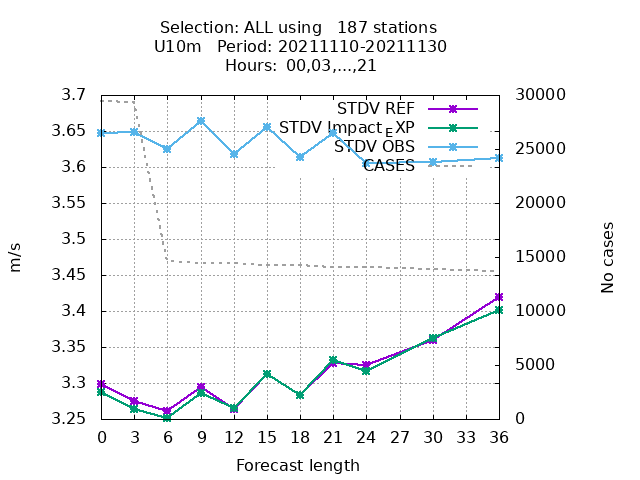 Selection: ALL using   187 stations
U10m   Period: 20211110-20211130
Hours:  00,03,...,21
3.7
3.65
3.6
3.55
3.5
3.45
3.4
3.35
3.3
3.25
m/s
STDV REF
STDV Impact_EXP
STDV OBS
CASES
30000
25000
20000
15000
10000
5000
0
No cases
0 3 6 9 12 15 18 21 24 27 30 33 36
Forecast length